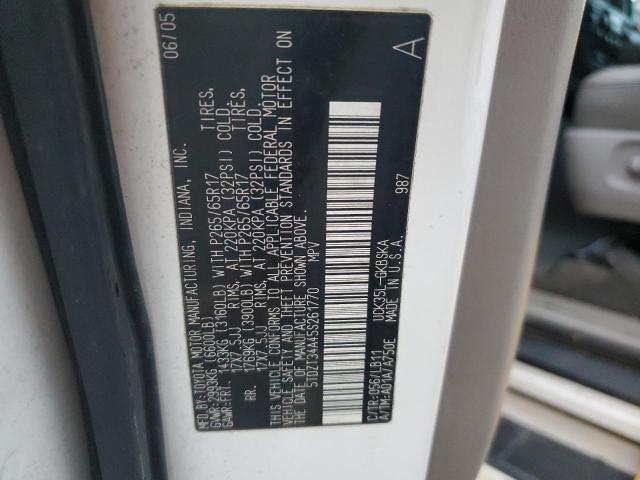 MFD.BY:TOYOTA MOTOR MANUFACTURING, INDIANA, INC. 06/05
GVWR:2993KG(6600LB)
GAWR:FRT. 1433KG(3160LB) WITH P265/65R17 TIRES,
17X7.5JJ RIMS, AT 220KPA(32PSI) COLD.
RR. 1769KG(3900LB) WITH P265/65R17 TIRES,
17X7.5JJ RIMS, AT 220KPA(32PSI) COLD.
THIS VEHICLE CONFORMS TO ALL APPLICABLE FEDERAL MOTOR
VEHICLE SAFETY AND THEFT PREVENTION STANDARDS IN EFFECT ON
THE DATE OF MANUFACTURE SHOWN ABOVE.
5TDZT34A45S261770 MPV
C/TR:056/LB11 UCK35L-GKASKA 987 A
A/TM:A01A/A750E MADE IN U.S.A.